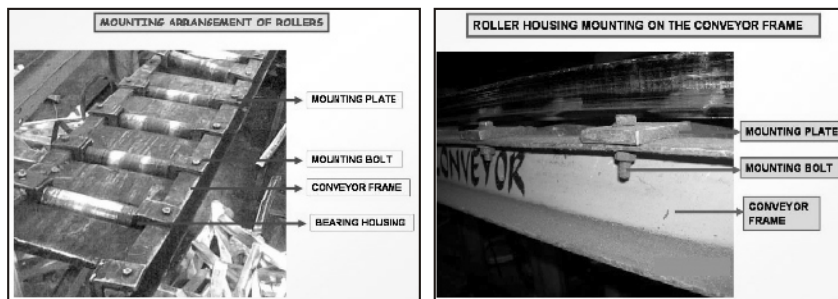 MOUNTING ARRANGEMENT OF ROLLERS
MOUNTING PLATE
MOUNTING BOLT
CONVEYOR FRAME
BEARING HOUSING
ROLLER HOUSING MOUNTING ON THE CONVEYOR FRAME
CONVEYOR
MOUNTING PLATE
MOUNTING BOLT
CONVEYOR
FRAME